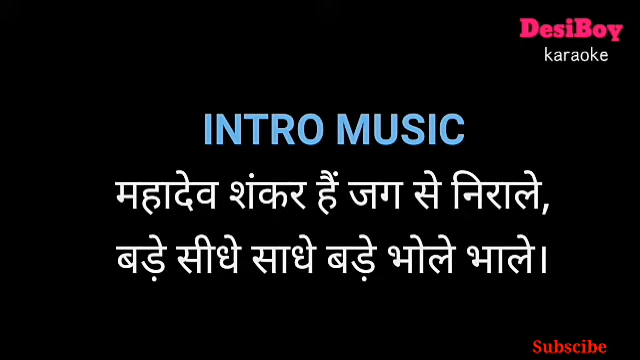 DesiBoy
karaoke
INTRO MUSIC
महादेव शंकर हैं जग से निराले,
बड़े सीधे साधे बड़े भोले भाले।
Subscibe